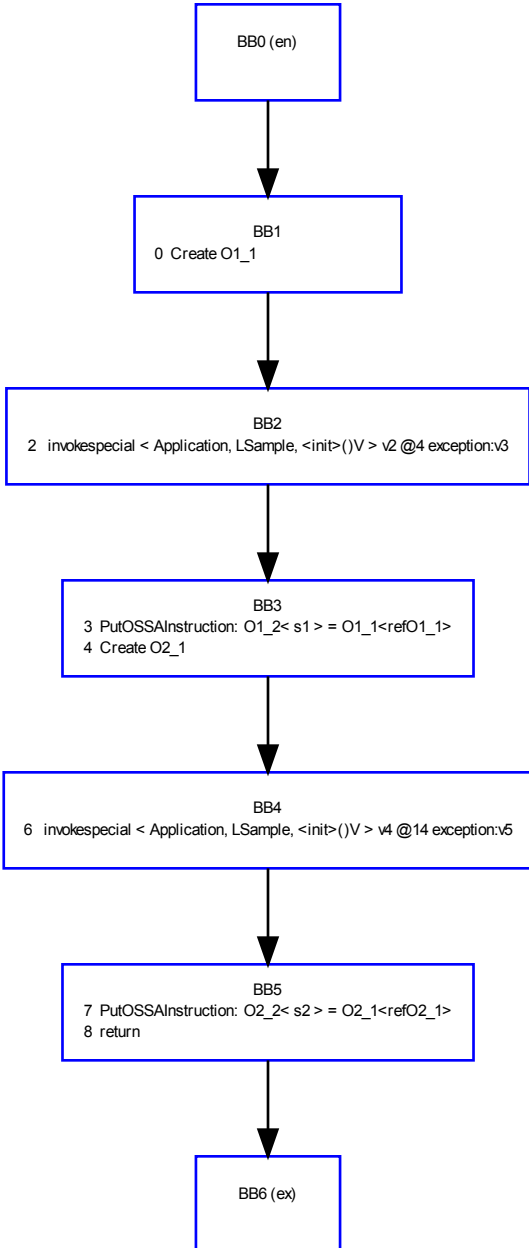 BB0 (en)
BB1
0 Create O1_1
BB2
2 invokespecial < Application, LSample, <init>()V > v2 @4 exception:v3
BB3
3 PutOSSAInstruction: O1_2< s1 > = O1_1<refO1_1>
4 Create O2_1
BB4
6 invokespecial < Application, LSample, <init>()V > v4 @14 exception:v5
BB5
7 PutOSSAInstruction: O2_2< s2 > = O2_1<refO2_1>
8 return
BB6 (ex)